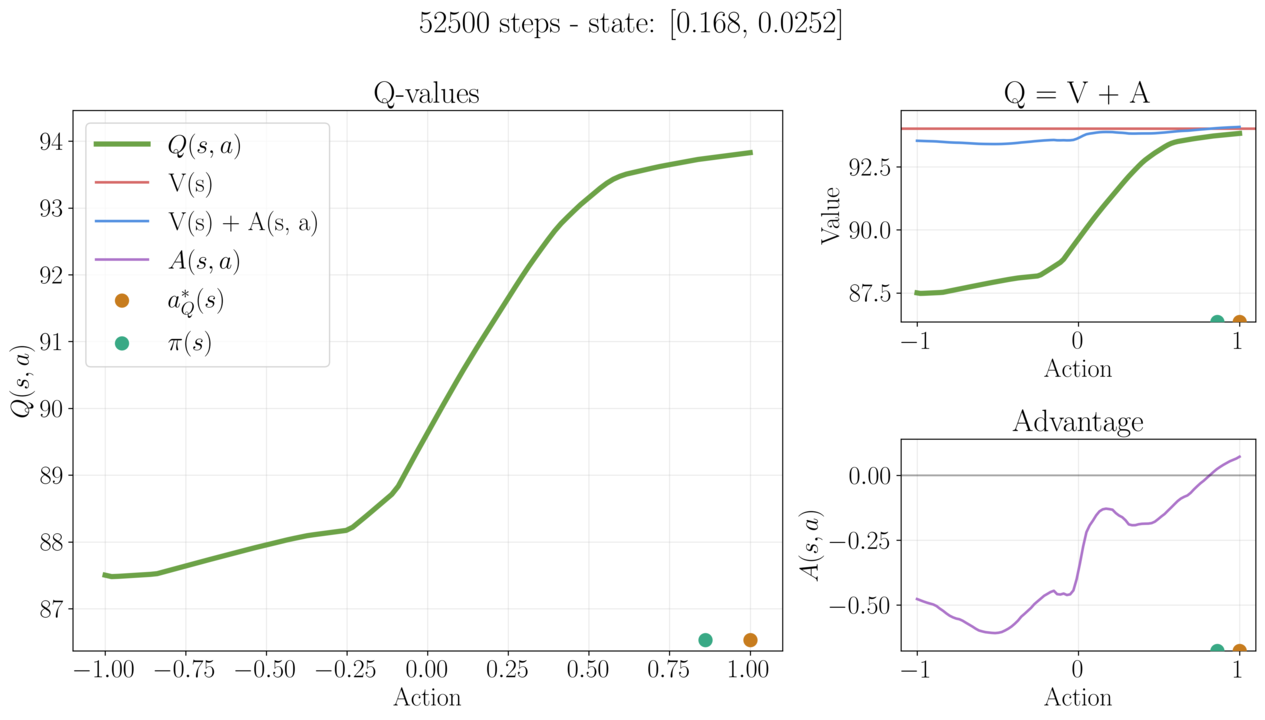 52500 steps - state: [0.168, 0.0252]
Q-values
Q(s, a)
V(s)
V(s) + A(s, a)
A(s, a)
a*Q(s)
π(s)
94
93
92
91
90
89
88
87
Q(s, a)
−1.00 −0.75 −0.50 −0.25 0.00 0.25 0.50 0.75 1.00
Action
Q = V + A
92.5
90.0
87.5
Value
−1 0 1
Action
Advantage
0.00
−0.25
−0.50
A(s, a)
−1 0 1
Action